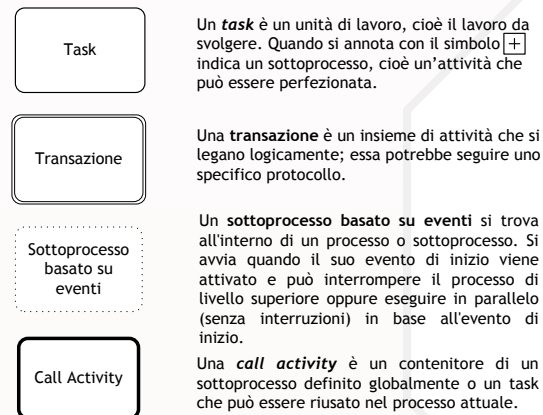 Task
Un task è un unità di lavoro, cioè il lavoro da
svolgere. Quando si annota con il simbolo +
indica un sottoprocesso, cioè un'attività che
può essere perfezionata.
Transazione
Una transazione è un insieme di attività che si
legano logicamente; essa potrebbe seguire uno
specifico protocollo.
Sottoprocesso
basato su
eventi
Un sottoprocesso basato su eventi si trova
all'interno di un processo o sottoprocesso. Si
avvia quando il suo evento di inizio viene
attivato e può interrompere il processo di
livello superiore oppure eseguire in parallelo
(senza interruzioni) in base all'evento di
inizio.
Call Activity
Una call activity è un contenitore di un
sottoprocesso definito globalmente o un task
che può essere riusato nel processo attuale.